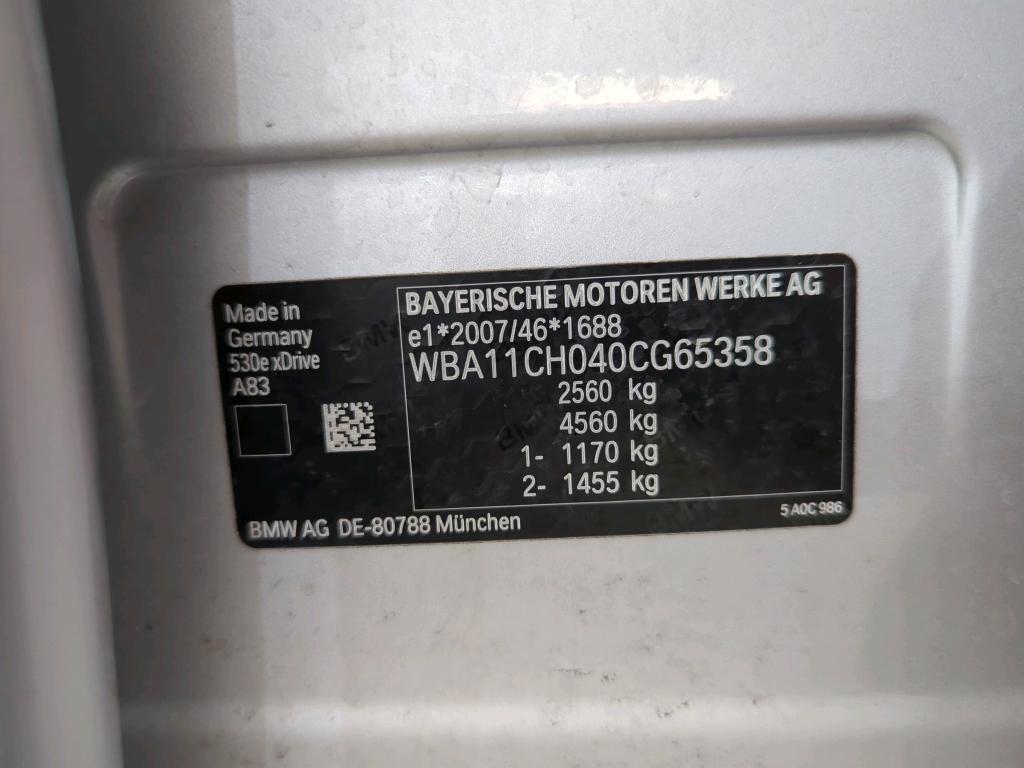 Made in
Germany
530e xDrive
A83
BAYERISCHE MOTOREN WERKE AG
e1*2007/46*1688
WBA11CH040CG65358
2560 kg
4560 kg
1- 1170 kg
2- 1455 kg
BMW AG DE-80788 München
5 A0C 986